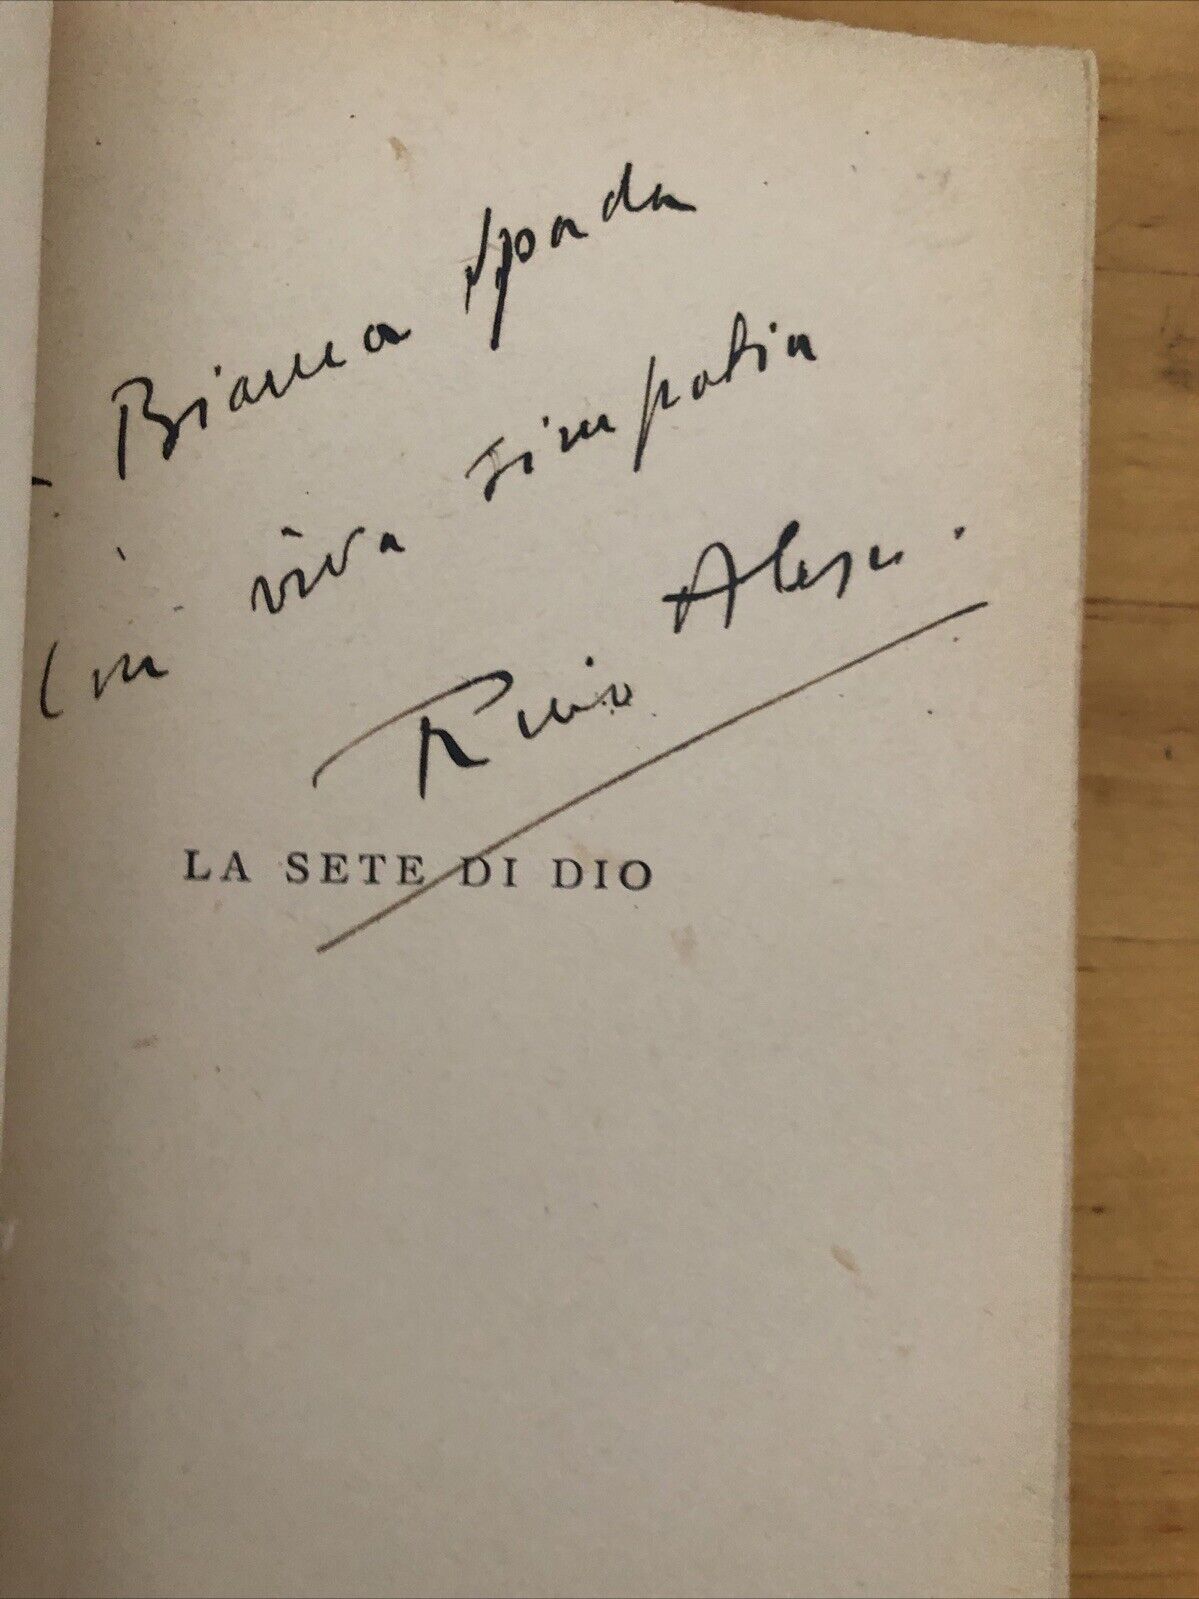 Bianca Spada
con viva simpatia
Rino Alessi
LA SETE DI DIO